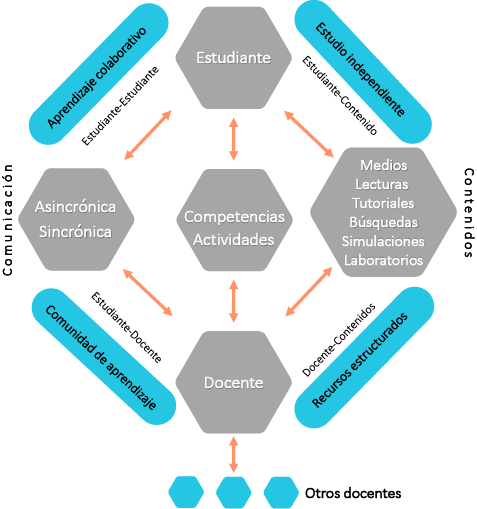 Estudiante
Aprendizaje colaborativo
Estudiante-Estudiante
Estudio independiente
Estudiante-Contenido
Comunicación
Asincrónica
Sincrónica
Competencias
Actividades
Medios
Lecturas
Tutoriales
Búsquedas
Simulaciones
Laboratorios
Contenidos
Estudiante-Docente
Comunidad de aprendizaje
Docente
Docente-Contenidos
Recursos estructurados
Otros docentes